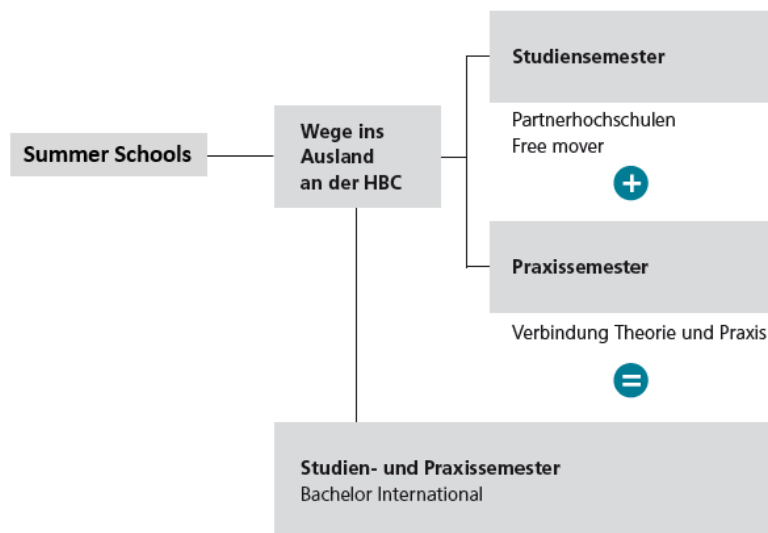 Summer Schools
Wege ins
Ausland
an der HBC
Studiensemester
Partnerhochschulen
Free mover
+
Praxissemester
Verbindung Theorie und Praxis
=
Studien- und Praxissemester
Bachelor International